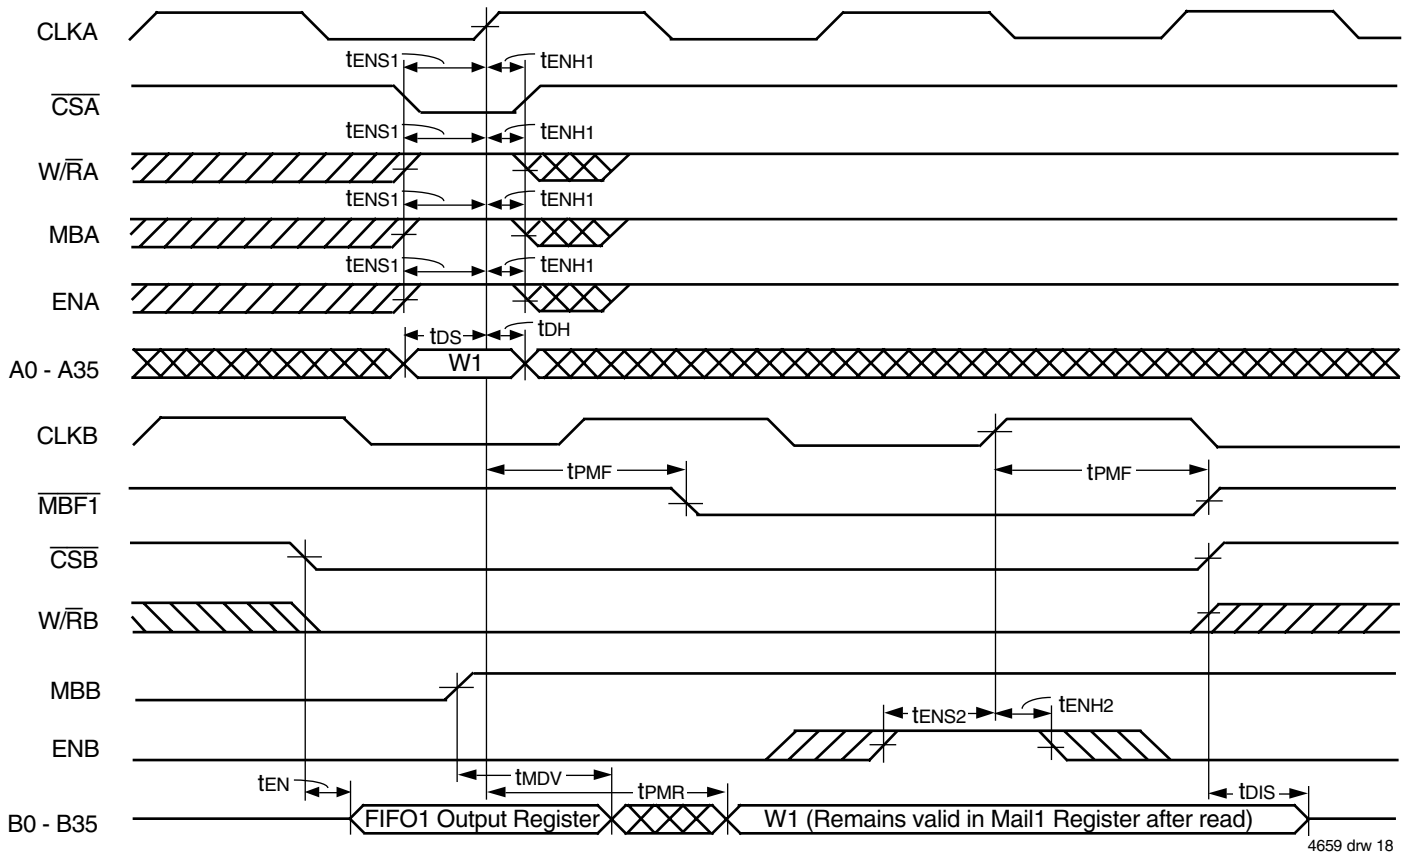 CLKA
tENS1 tENH1
CSA
tENS1 tENH1
W/RA
tENS1 tENH1
MBA
tENS1 tENH1
ENA
tDS tDH
A0 - A35 W1
CLKB
tPMF tPMF
MBF1
CSB
W/RB
MBB
tENS2 tENH2
ENB
tEN tMDV tPMR tDIS
B0 - B35 FIFO1 Output Register W1 (Remains valid in Mail1 Register after read)
4659 drw 18